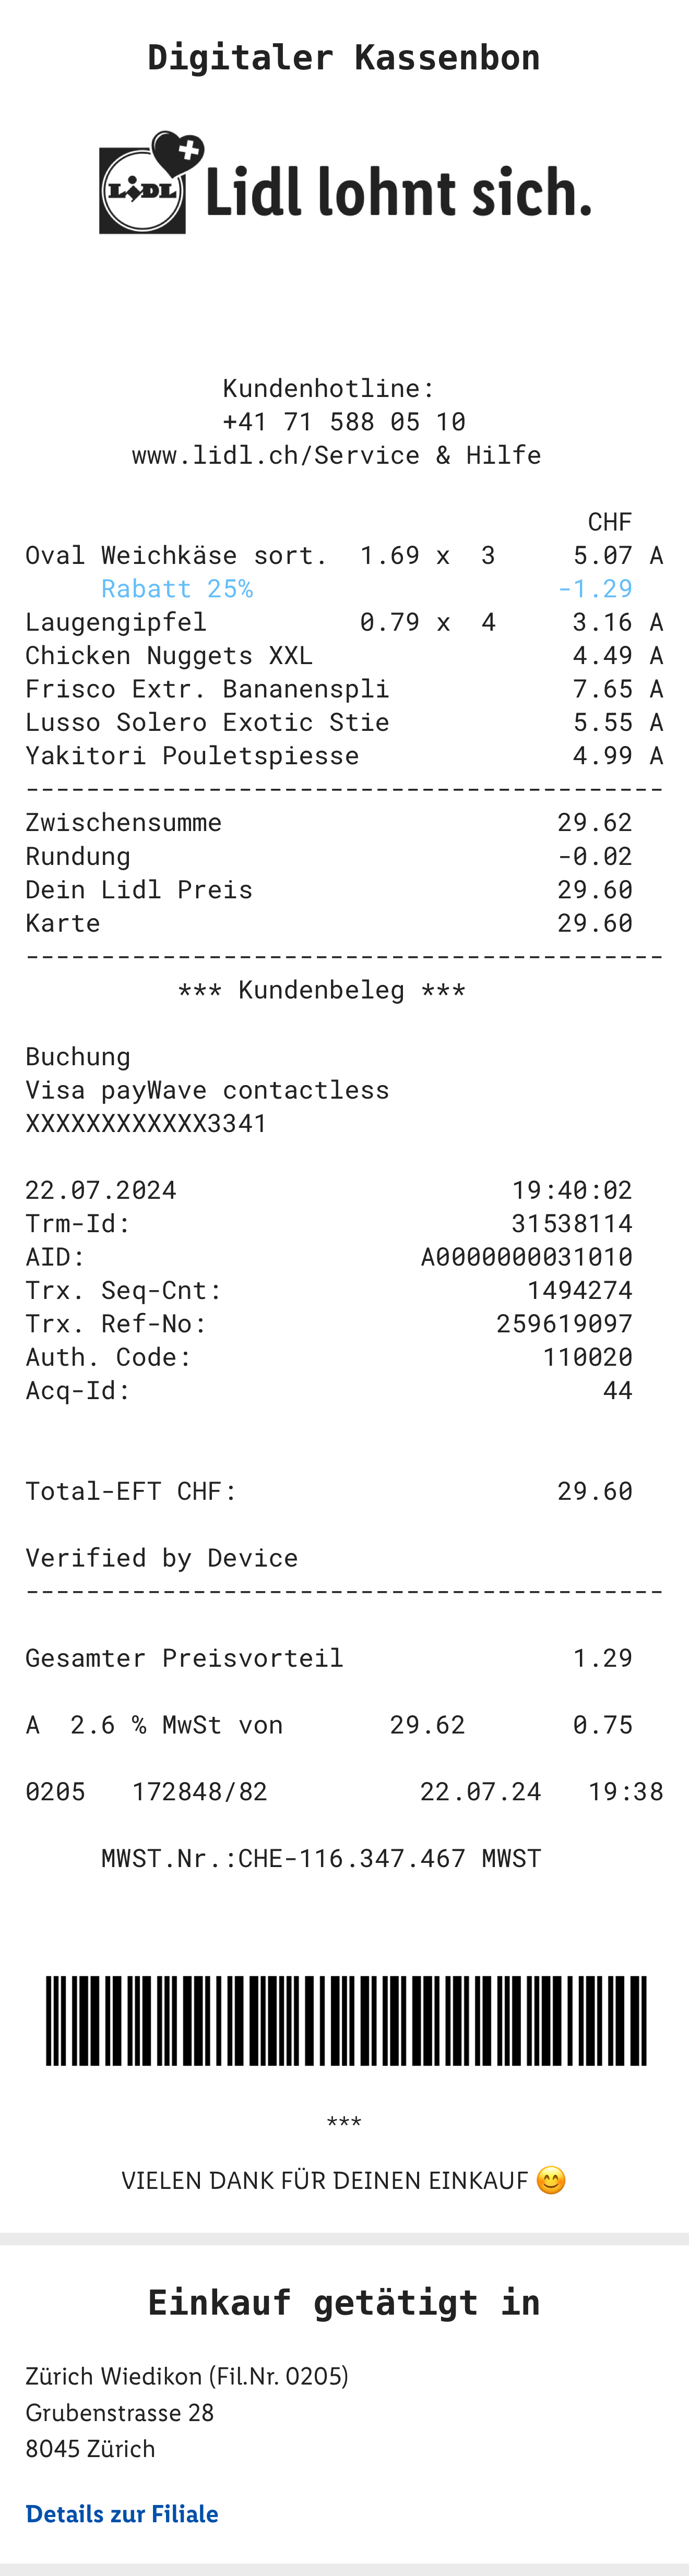 Digitaler Kassenbon
LIDL Lidl lohnt sich.
Kundenhotline:
+41 71 588 05 10
www.lidl.ch/Service & Hilfe
CHF
Oval Weichkäse sort. 1.69 x 3 5.07 A
Rabatt 25% -1.29
Laugengipfel 0.79 x 4 3.16 A
Chicken Nuggets XXL 4.49 A
Frisco Extr. Bananenspli 7.65 A
Lusso Solero Exotic Stie 5.55 A
Yakitori Pouletspiesse 4.99 A
------------------------------------------
Zwischensumme 29.62
Rundung -0.02
Dein Lidl Preis 29.60
Karte 29.60
------------------------------------------
*** Kundenbeleg ***
Buchung
Visa payWave contactless
XXXXXXXXXXXX3341
22.07.2024 19:40:02
Trm-Id: 31538114
AID: A0000000031010
Trx. Seq-Cnt: 1494274
Trx. Ref-No: 259619097
Auth. Code: 110020
Acq-Id: 44
Total-EFT CHF: 29.60
Verified by Device
------------------------------------------
Gesamter Preisvorteil 1.29
A 2.6 % MwSt von 29.62 0.75
0205 172848/82 22.07.24 19:38
MWST.Nr.:CHE-116.347.467 MWST
***
VIELEN DANK FÜR DEINEN EINKAUF 😊
Einkauf getätigt in
Zürich Wiedikon (Fil.Nr. 0205)
Grubenstrasse 28
8045 Zürich
Details zur Filiale